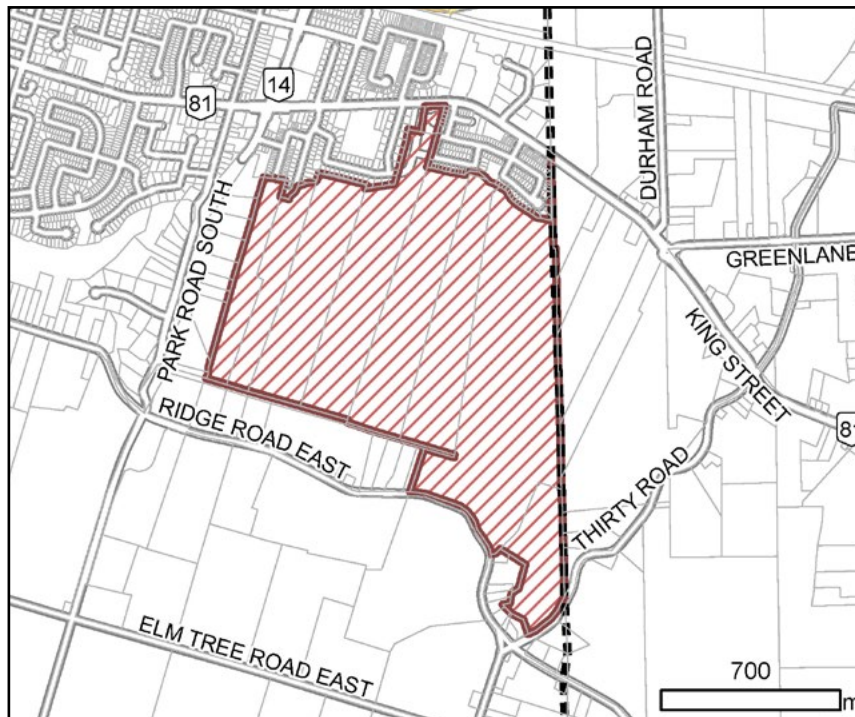 14
81
DURHAM ROAD
PARK ROAD SOUTH
GREENLANE
KING STREET
RIDGE ROAD EAST
81
THIRTY ROAD
ELM TREE ROAD EAST
700
m